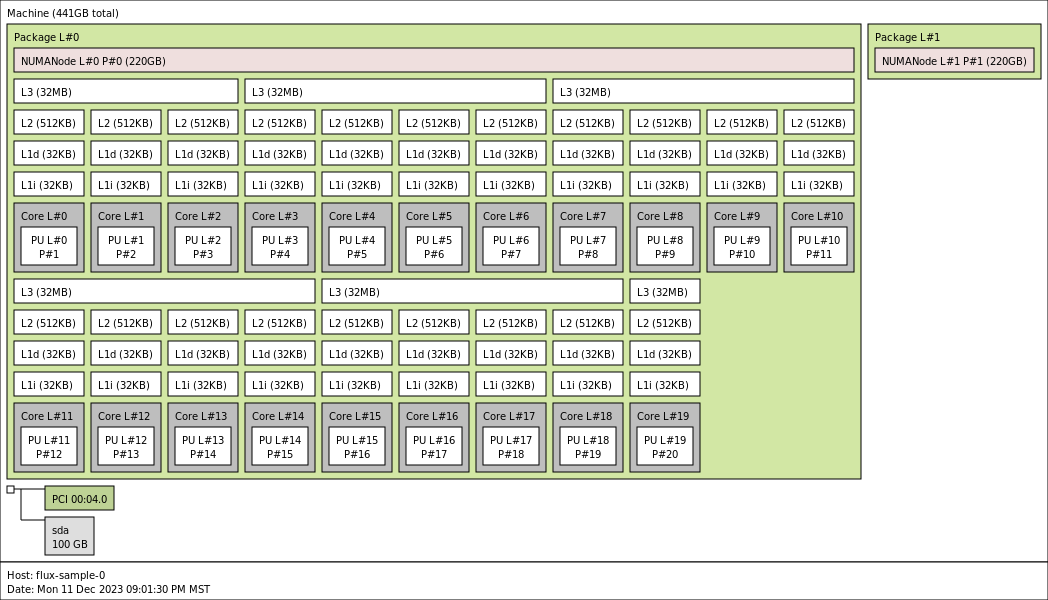 Machine (441GB total)
Package L#0
Package L#1
NUMANode L#0 P#0 (220GB)
NUMANode L#1 P#1 (220GB)
L3 (32MB) L3 (32MB) L3 (32MB)
L2 (512KB) L2 (512KB) L2 (512KB) L2 (512KB) L2 (512KB) L2 (512KB) L2 (512KB) L2 (512KB) L2 (512KB) L2 (512KB) L2 (512KB)
L1d (32KB) L1d (32KB) L1d (32KB) L1d (32KB) L1d (32KB) L1d (32KB) L1d (32KB) L1d (32KB) L1d (32KB) L1d (32KB) L1d (32KB)
L1i (32KB) L1i (32KB) L1i (32KB) L1i (32KB) L1i (32KB) L1i (32KB) L1i (32KB) L1i (32KB) L1i (32KB) L1i (32KB) L1i (32KB)
Core L#0 Core L#1 Core L#2 Core L#3 Core L#4 Core L#5 Core L#6 Core L#7 Core L#8 Core L#9 Core L#10
PU L#0 PU L#1 PU L#2 PU L#3 PU L#4 PU L#5 PU L#6 PU L#7 PU L#8 PU L#9 PU L#10
P#1 P#2 P#3 P#4 P#5 P#6 P#7 P#8 P#9 P#10 P#11
L3 (32MB) L3 (32MB) L3 (32MB)
L2 (512KB) L2 (512KB) L2 (512KB) L2 (512KB) L2 (512KB) L2 (512KB) L2 (512KB) L2 (512KB) L2 (512KB)
L1d (32KB) L1d (32KB) L1d (32KB) L1d (32KB) L1d (32KB) L1d (32KB) L1d (32KB) L1d (32KB) L1d (32KB)
L1i (32KB) L1i (32KB) L1i (32KB) L1i (32KB) L1i (32KB) L1i (32KB) L1i (32KB) L1i (32KB) L1i (32KB)
Core L#11 Core L#12 Core L#13 Core L#14 Core L#15 Core L#16 Core L#17 Core L#18 Core L#19
PU L#11 PU L#12 PU L#13 PU L#14 PU L#15 PU L#16 PU L#17 PU L#18 PU L#19
P#12 P#13 P#14 P#15 P#16 P#17 P#18 P#19 P#20
PCI 00:04.0
sda
100 GB
Host: flux-sample-0
Date: Mon 11 Dec 2023 09:01:30 PM MST